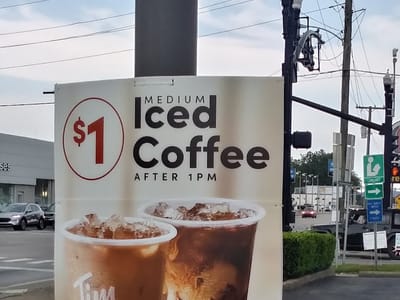 MEDIUM
$1 Iced
Coffee
AFTER 1PM
Tim